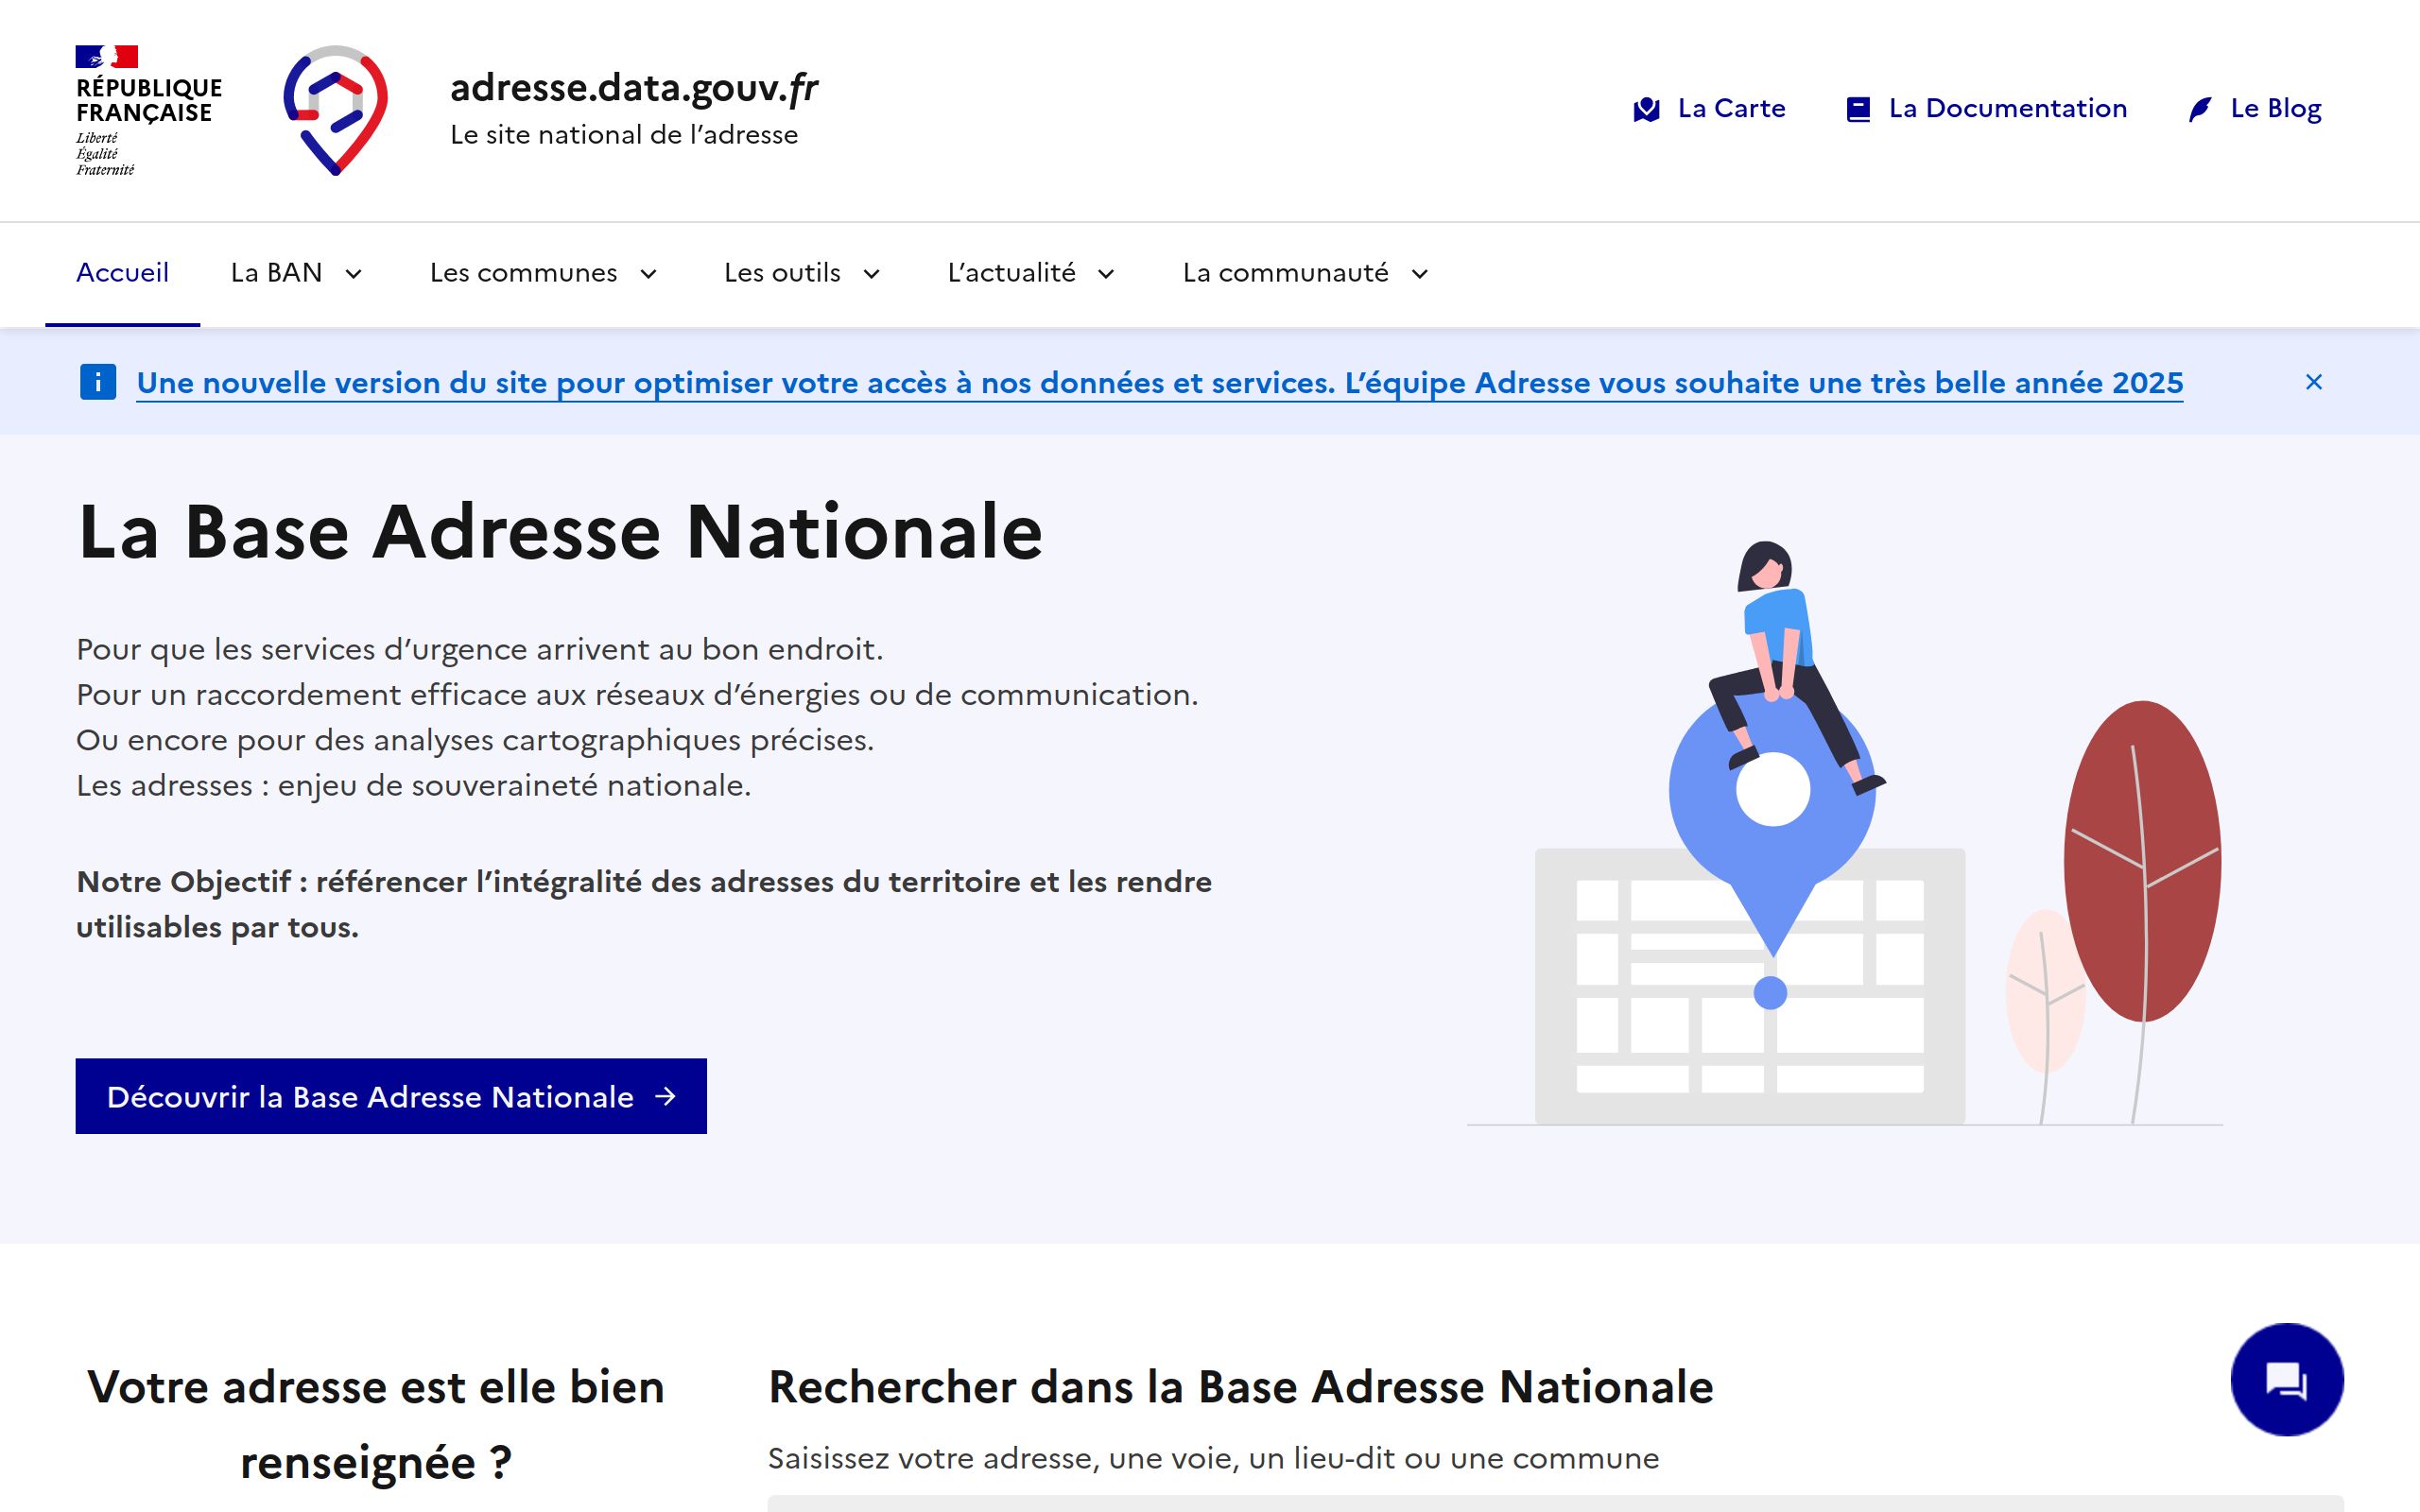 RÉPUBLIQUE
FRANÇAISE
Liberté
Égalité
Fraternité
adresse.data.gouv.fr
Le site national de l’adresse
La Carte
La Documentation
Le Blog
Accueil
La BAN
Les communes
Les outils
L’actualité
La communauté
Une nouvelle version du site pour optimiser votre accès à nos données et services. L’équipe Adresse vous souhaite une très belle année 2025
La Base Adresse Nationale
Pour que les services d’urgence arrivent au bon endroit.
Pour un raccordement efficace aux réseaux d’énergies ou de communication.
Ou encore pour des analyses cartographiques précises.
Les adresses : enjeu de souveraineté nationale.
Notre Objectif : référencer l’intégralité des adresses du territoire et les rendre
utilisables par tous.
Découvrir la Base Adresse Nationale
Votre adresse est elle bien
renseignée ?
Rechercher dans la Base Adresse Nationale
Saisissez votre adresse, une voie, un lieu-dit ou une commune